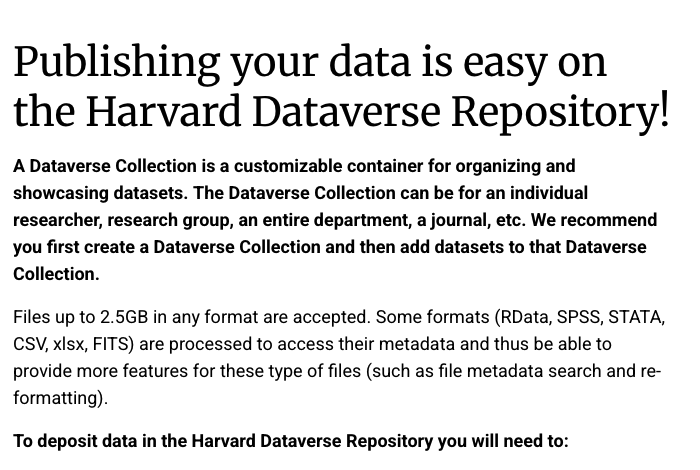 Publishing your data is easy on
the Harvard Dataverse Repository!
A Dataverse Collection is a customizable container for organizing and
showcasing datasets. The Dataverse Collection can be for an individual
researcher, research group, an entire department, a journal, etc. We recommend
you first create a Dataverse Collection and then add datasets to that Dataverse
Collection.
Files up to 2.5GB in any format are accepted. Some formats (RData, SPSS, STATA,
CSV, xlsx, FITS) are processed to access their metadata and thus be able to
provide more features for these type of files (such as file metadata search and re-
formatting).
To deposit data in the Harvard Dataverse Repository you will need to: